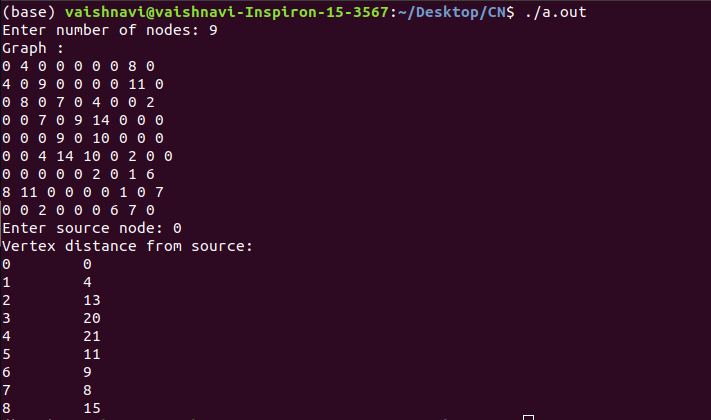 (base) vaishnavi@vaishnavi-Inspiron-15-3567:~/Desktop/CN$ ./a.out
Enter number of nodes: 9
Graph :
0 4 0 0 0 0 0 8 0
4 0 9 0 0 0 0 11 0
0 8 0 7 0 4 0 0 2
0 0 7 0 9 14 0 0 0
0 0 0 9 0 10 0 0 0
0 0 4 14 10 0 2 0 0
0 0 0 0 0 2 0 1 6
8 11 0 0 0 0 1 0 7
0 0 2 0 0 0 6 7 0
Enter source node: 0
Vertex distance from source:
0 0
1 4
2 13
3 20
4 21
5 11
6 9
7 8
8 15